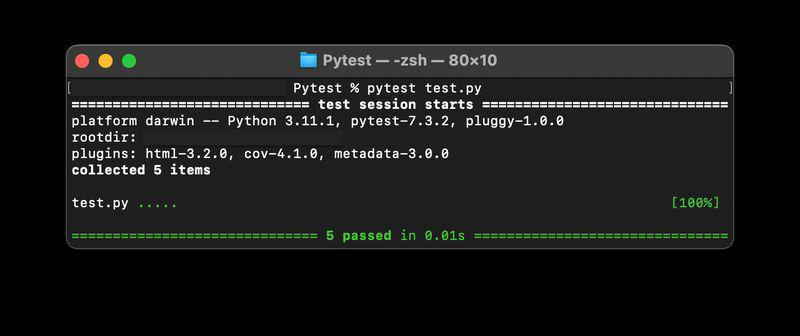 Pytest — -zsh — 80×10
[ Pytest % pytest test.py ]
============================= test session starts ==============================
platform darwin -- Python 3.11.1, pytest-7.3.2, pluggy-1.0.0
rootdir:
plugins: html-3.2.0, cov-4.1.0, metadata-3.0.0
collected 5 items
test.py ..... [100%]
============================== 5 passed in 0.01s ===============================